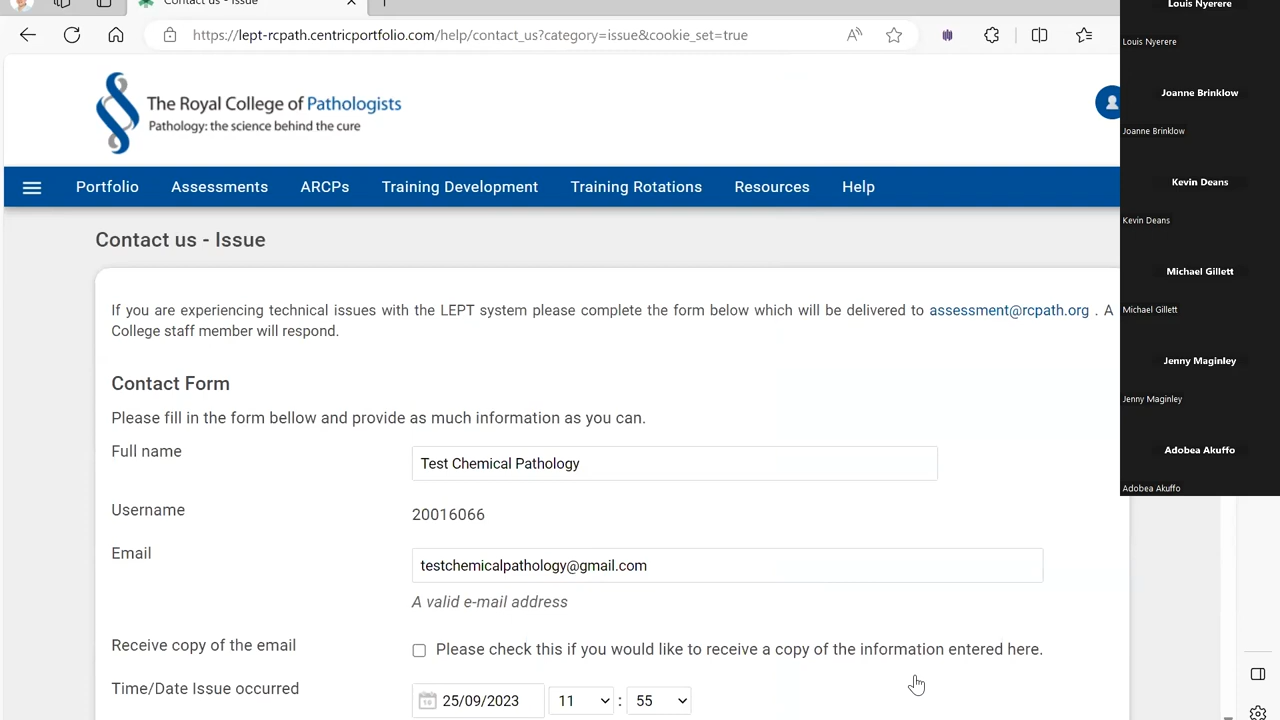 Contact us - Issue
Louis Nyerere
https://lept-rcpath.centricportfolio.com/help/contact_us?category=issue&cookie_set=true
Louis Nyerere
The Royal College of Pathologists
Pathology: the science behind the cure
Joanne Brinklow
Joanne Brinklow
Portfolio Assessments ARCPs Training Development Training Rotations Resources Help
Kevin Deans
Kevin Deans
Contact us - Issue
Michael Gillett
If you are experiencing technical issues with the LEPT system please complete the form below which will be delivered to assessment@rcpath.org . A
College staff member will respond.
Michael Gillett
Contact Form
Jenny Maginley
Jenny Maginley
Please fill in the form bellow and provide as much information as you can.
Full name
Test Chemical Pathology
Adobea Akuffo
Adobea Akuffo
Username
20016066
Email
testchemicalpathology@gmail.com
A valid e-mail address
Receive copy of the email
Please check this if you would like to receive a copy of the information entered here.
Time/Date Issue occurred
25/09/2023 11 : 55